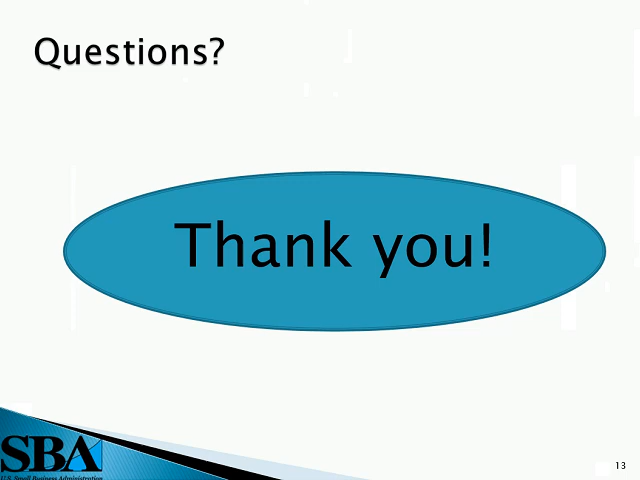 Questions?
Thank you!
SBA
U.S. Small Business Administration
13